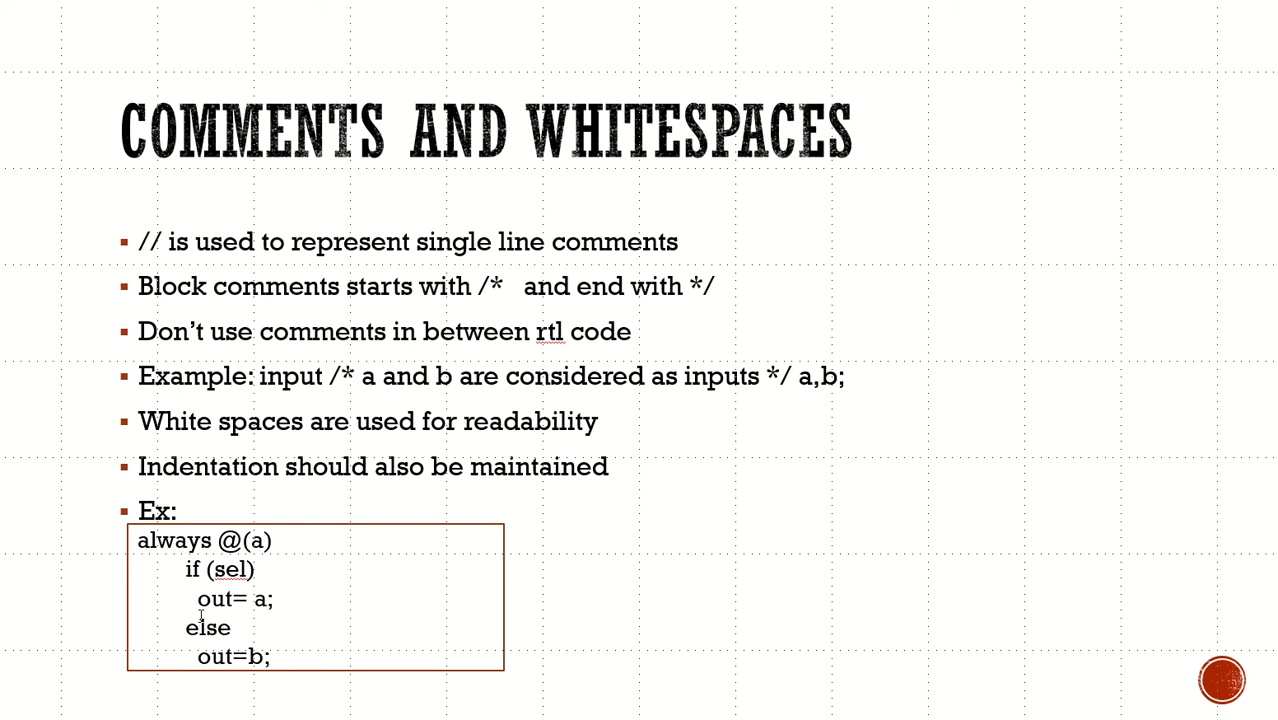 COMMENTS AND WHITESPACES
// is used to represent single line comments
Block comments starts with /* and end with */
Don't use comments in between rtl code
Example: input /* a and b are considered as inputs */ a,b;
White spaces are used for readability
Indentation should also be maintained
Ex:
always @(a)
if (sel)
out= a;
else
out=b;